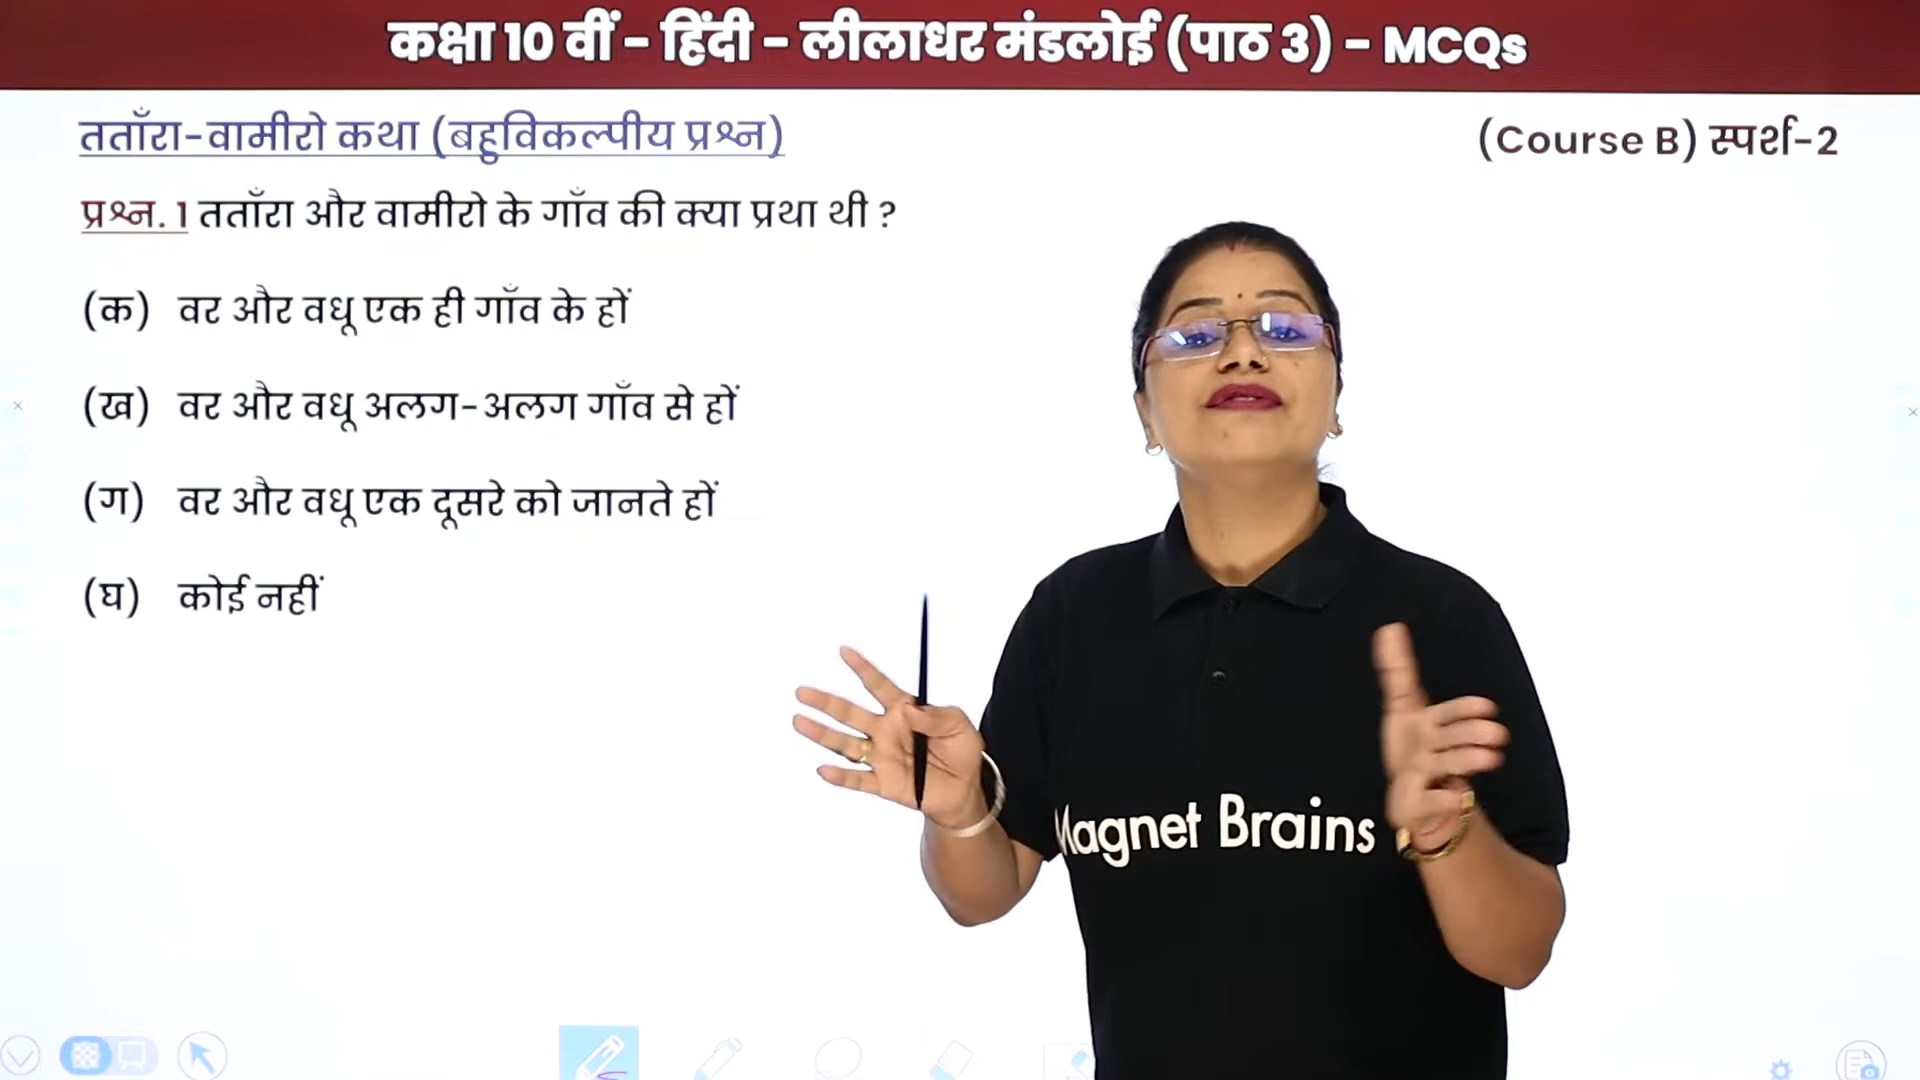 कक्षा 10 वीं - हिंदी - लीलाधर मंडलोई (पाठ 3) - MCQs
तताँरा-वामीरो कथा (बहुविकल्पीय प्रश्न)
(Course B) स्पर्श-2
प्रश्न. 1 तताँरा और वामीरो के गाँव की क्या प्रथा थी ?
(क) वर और वधू एक ही गाँव के हों
(ख) वर और वधू अलग-अलग गाँव से हों
(ग) वर और वधू एक दूसरे को जानते हों
(घ) कोई नहीं
Magnet Brains